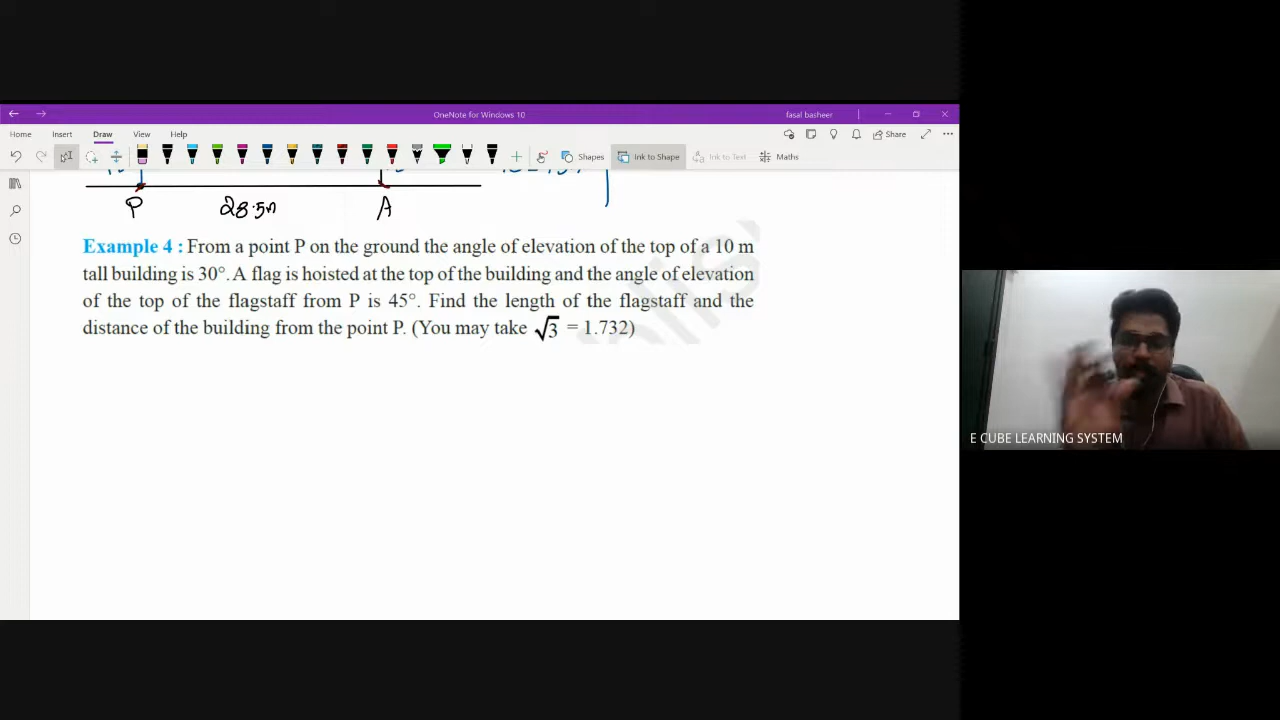 OneNote for Windows 10
fasal basheer
Home Insert Draw View Help
Share
Shapes Ink to Shape Ink to Text Maths
P 28.5m A
Example 4 : From a point P on the ground the angle of elevation of the top of a 10 m
tall building is 30°. A flag is hoisted at the top of the building and the angle of elevation
of the top of the flagstaff from P is 45°. Find the length of the flagstaff and the
distance of the building from the point P. (You may take √3 = 1.732)
E CUBE LEARNING SYSTEM